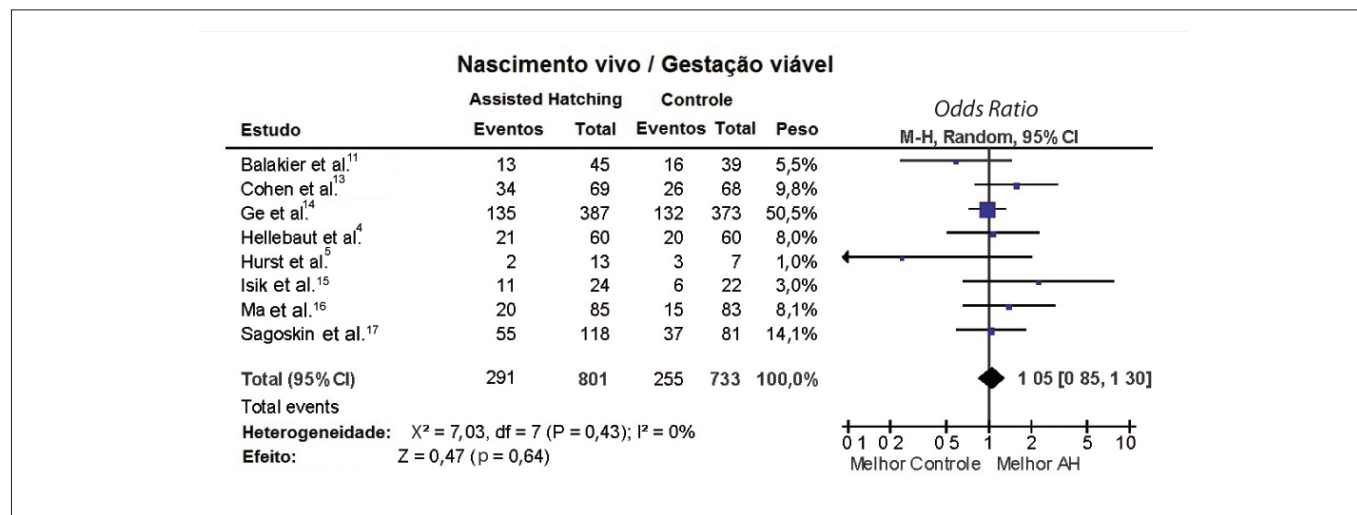 Nascimento vivo / Gestação viável
Assisted Hatching Controle Odds Ratio
Estudo Eventos Total Eventos Total Peso M-H, Random, 95% CI
Balakier et al.11 13 45 16 39 5,5%
Cohen et al.13 34 69 26 68 9,8%
Ge et al.14 135 387 132 373 50,5%
Hellebaut et al.4 21 60 20 60 8,0%
Hurst et al.5 2 13 3 7 1,0%
Isik et al.15 11 24 6 22 3,0%
Ma et al.16 20 85 15 83 8,1%
Sagoskin et al.17 55 118 37 81 14,1%
Total (95% CI) 291 801 255 733 100,0% 1 05 [0 85, 1 30]
Total events
Heterogeneidade: X² = 7,03, df = 7 (P = 0,43); I² = 0%
Efeito: Z = 0,47 (p = 0,64)
0 1 0 2 0 5 1 2 5 10
Melhor Controle Melhor AH